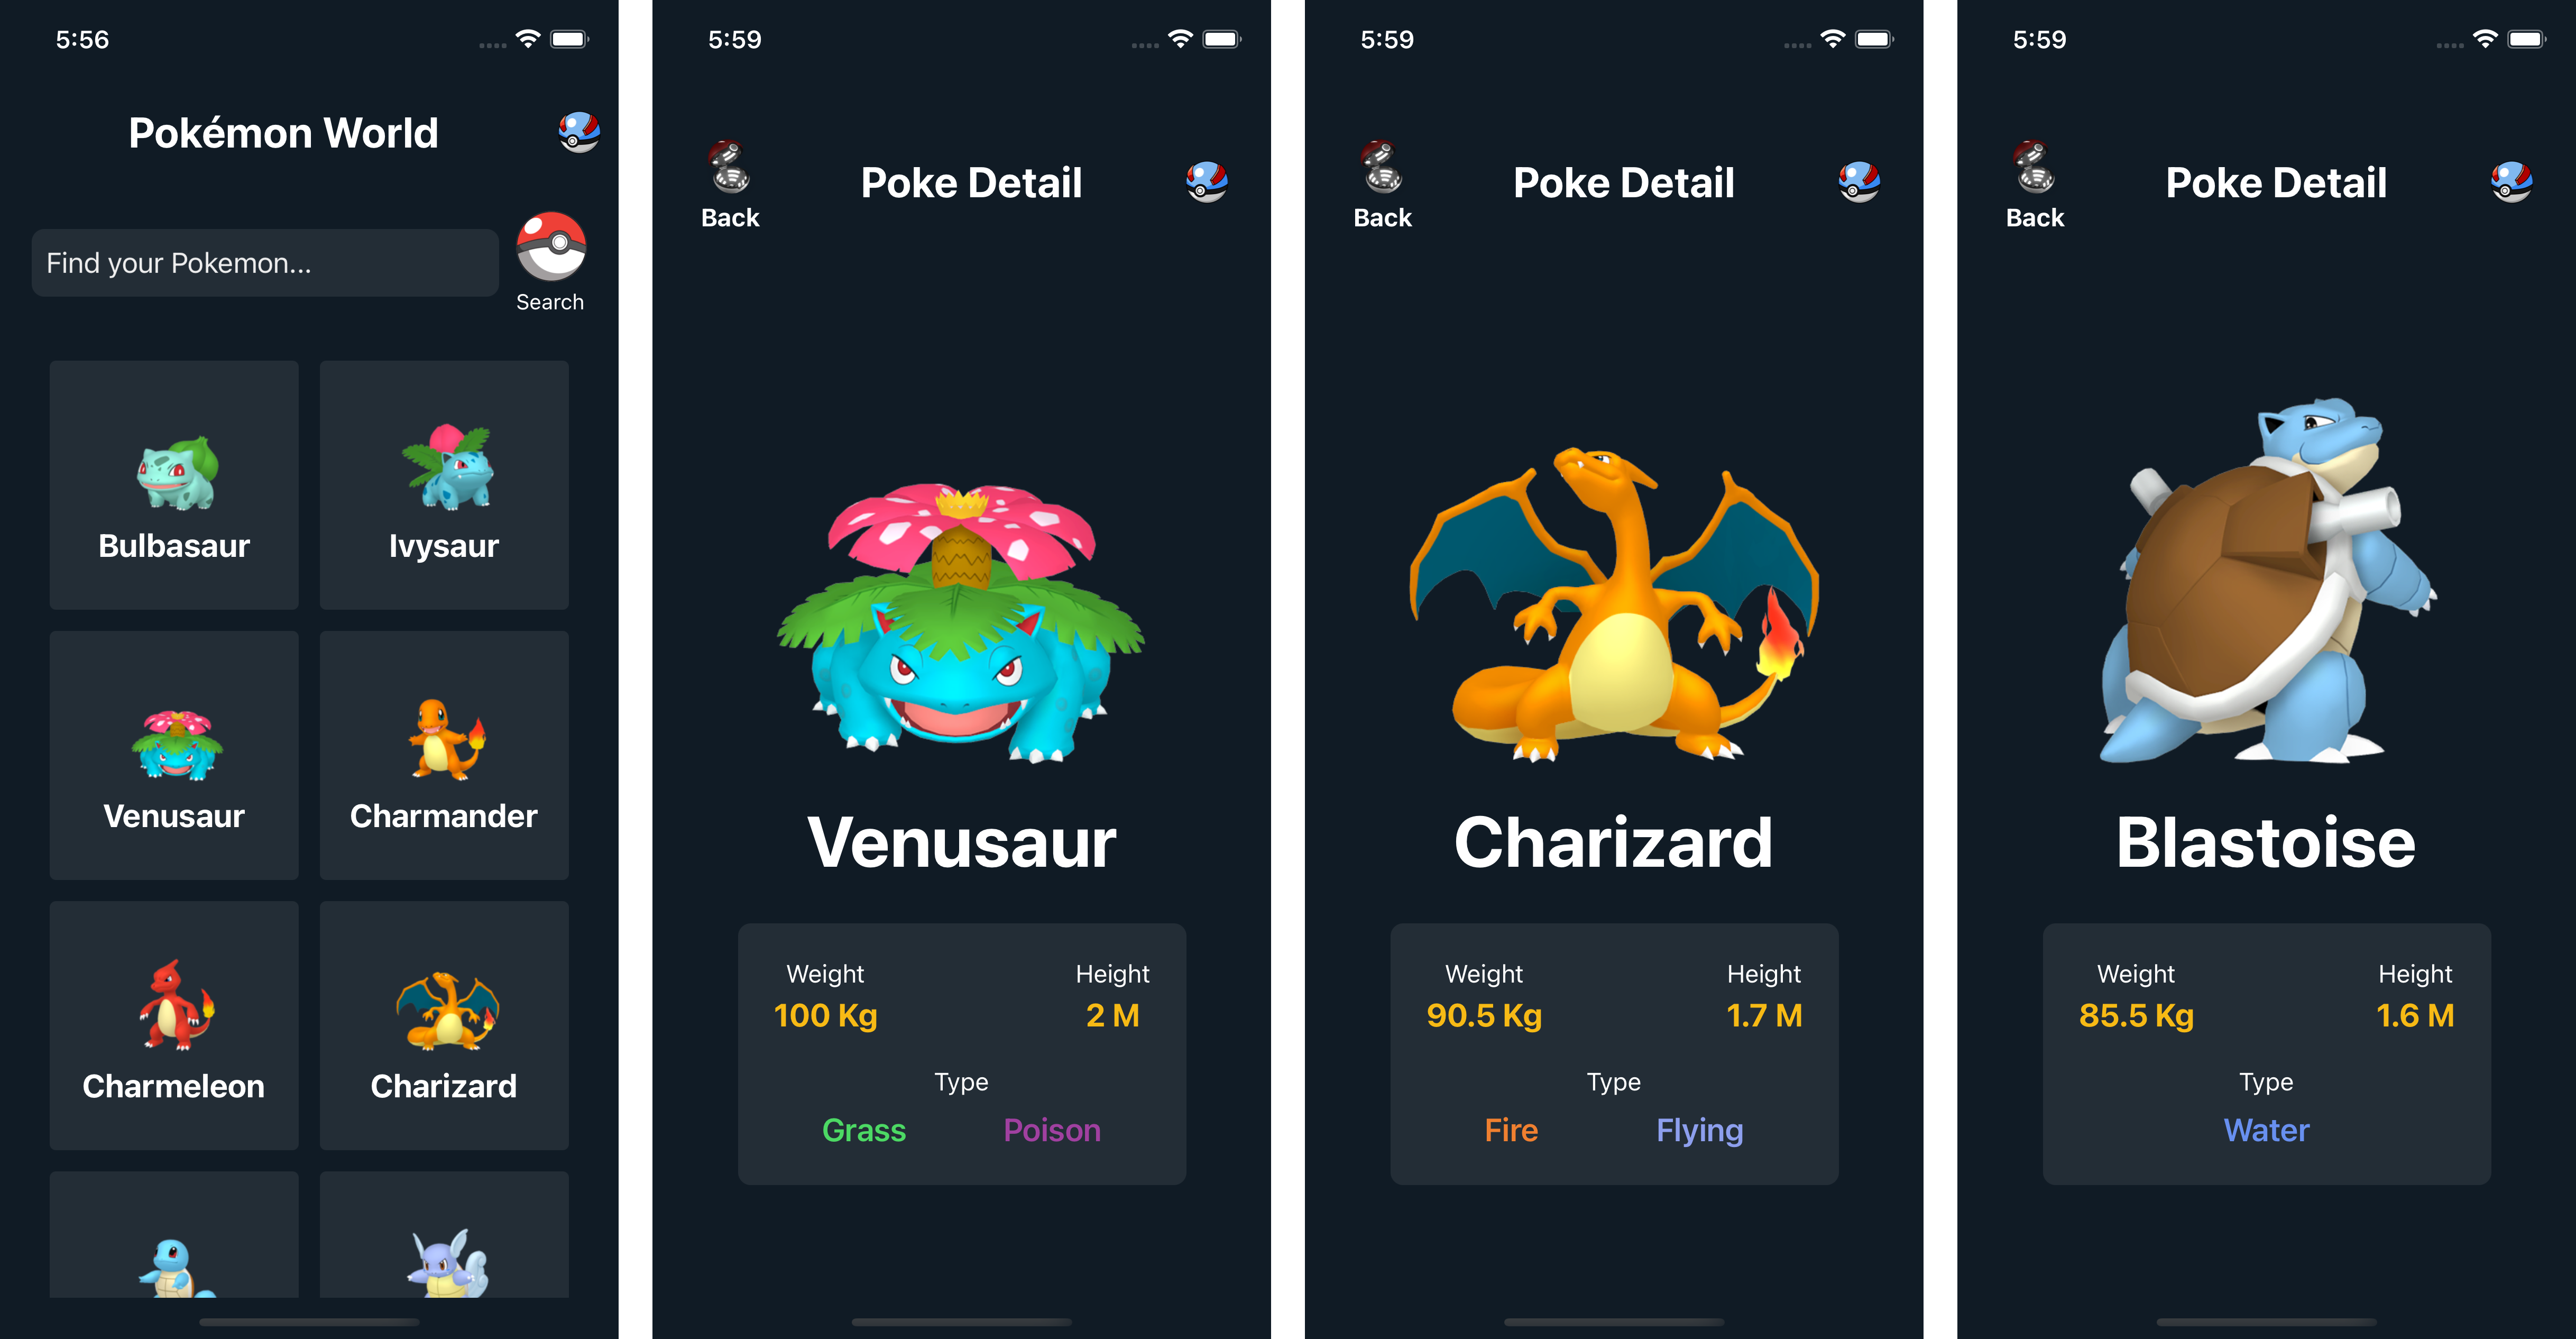 5:56
Pokémon World
Find your Pokemon...
Search
Bulbasaur
Ivysaur
Venusaur
Charmander
Charmeleon
Charizard
5:59
Back
Poke Detail
Venusaur
Weight
Height
100 Kg
2 M
Type
Grass
Poison
5:59
Back
Poke Detail
Charizard
Weight
Height
90.5 Kg
1.7 M
Type
Fire
Flying
5:59
Back
Poke Detail
Blastoise
Weight
Height
85.5 Kg
1.6 M
Type
Water